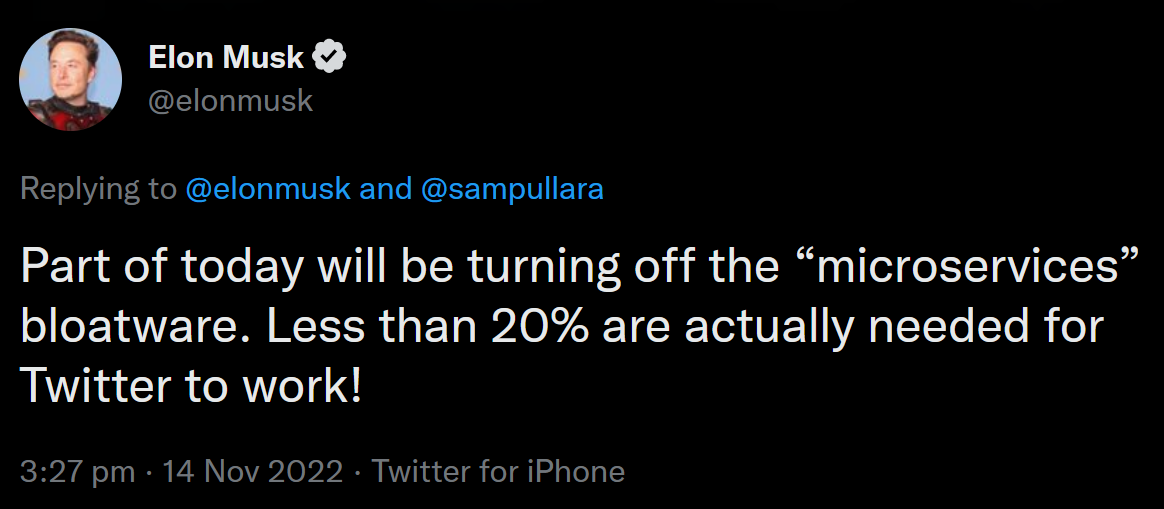 Elon Musk
@elonmusk
Replying to @elonmusk and @sampullara
Part of today will be turning off the “microservices”
bloatware. Less than 20% are actually needed for
Twitter to work!
3:27 pm · 14 Nov 2022 · Twitter for iPhone